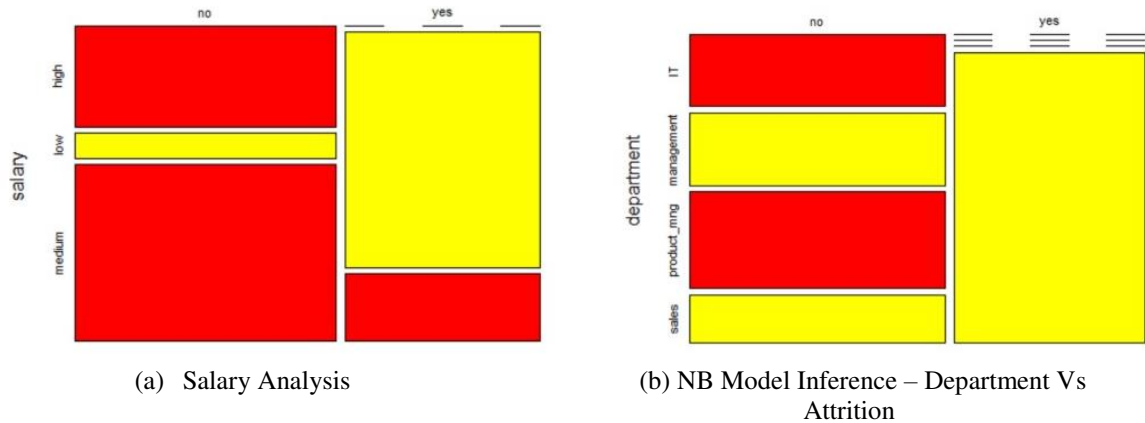 no
yes
salary
high
low
medium
(a) Salary Analysis
no
yes
department
IT
management
product_mng
sales
(b) NB Model Inference – Department Vs
Attrition